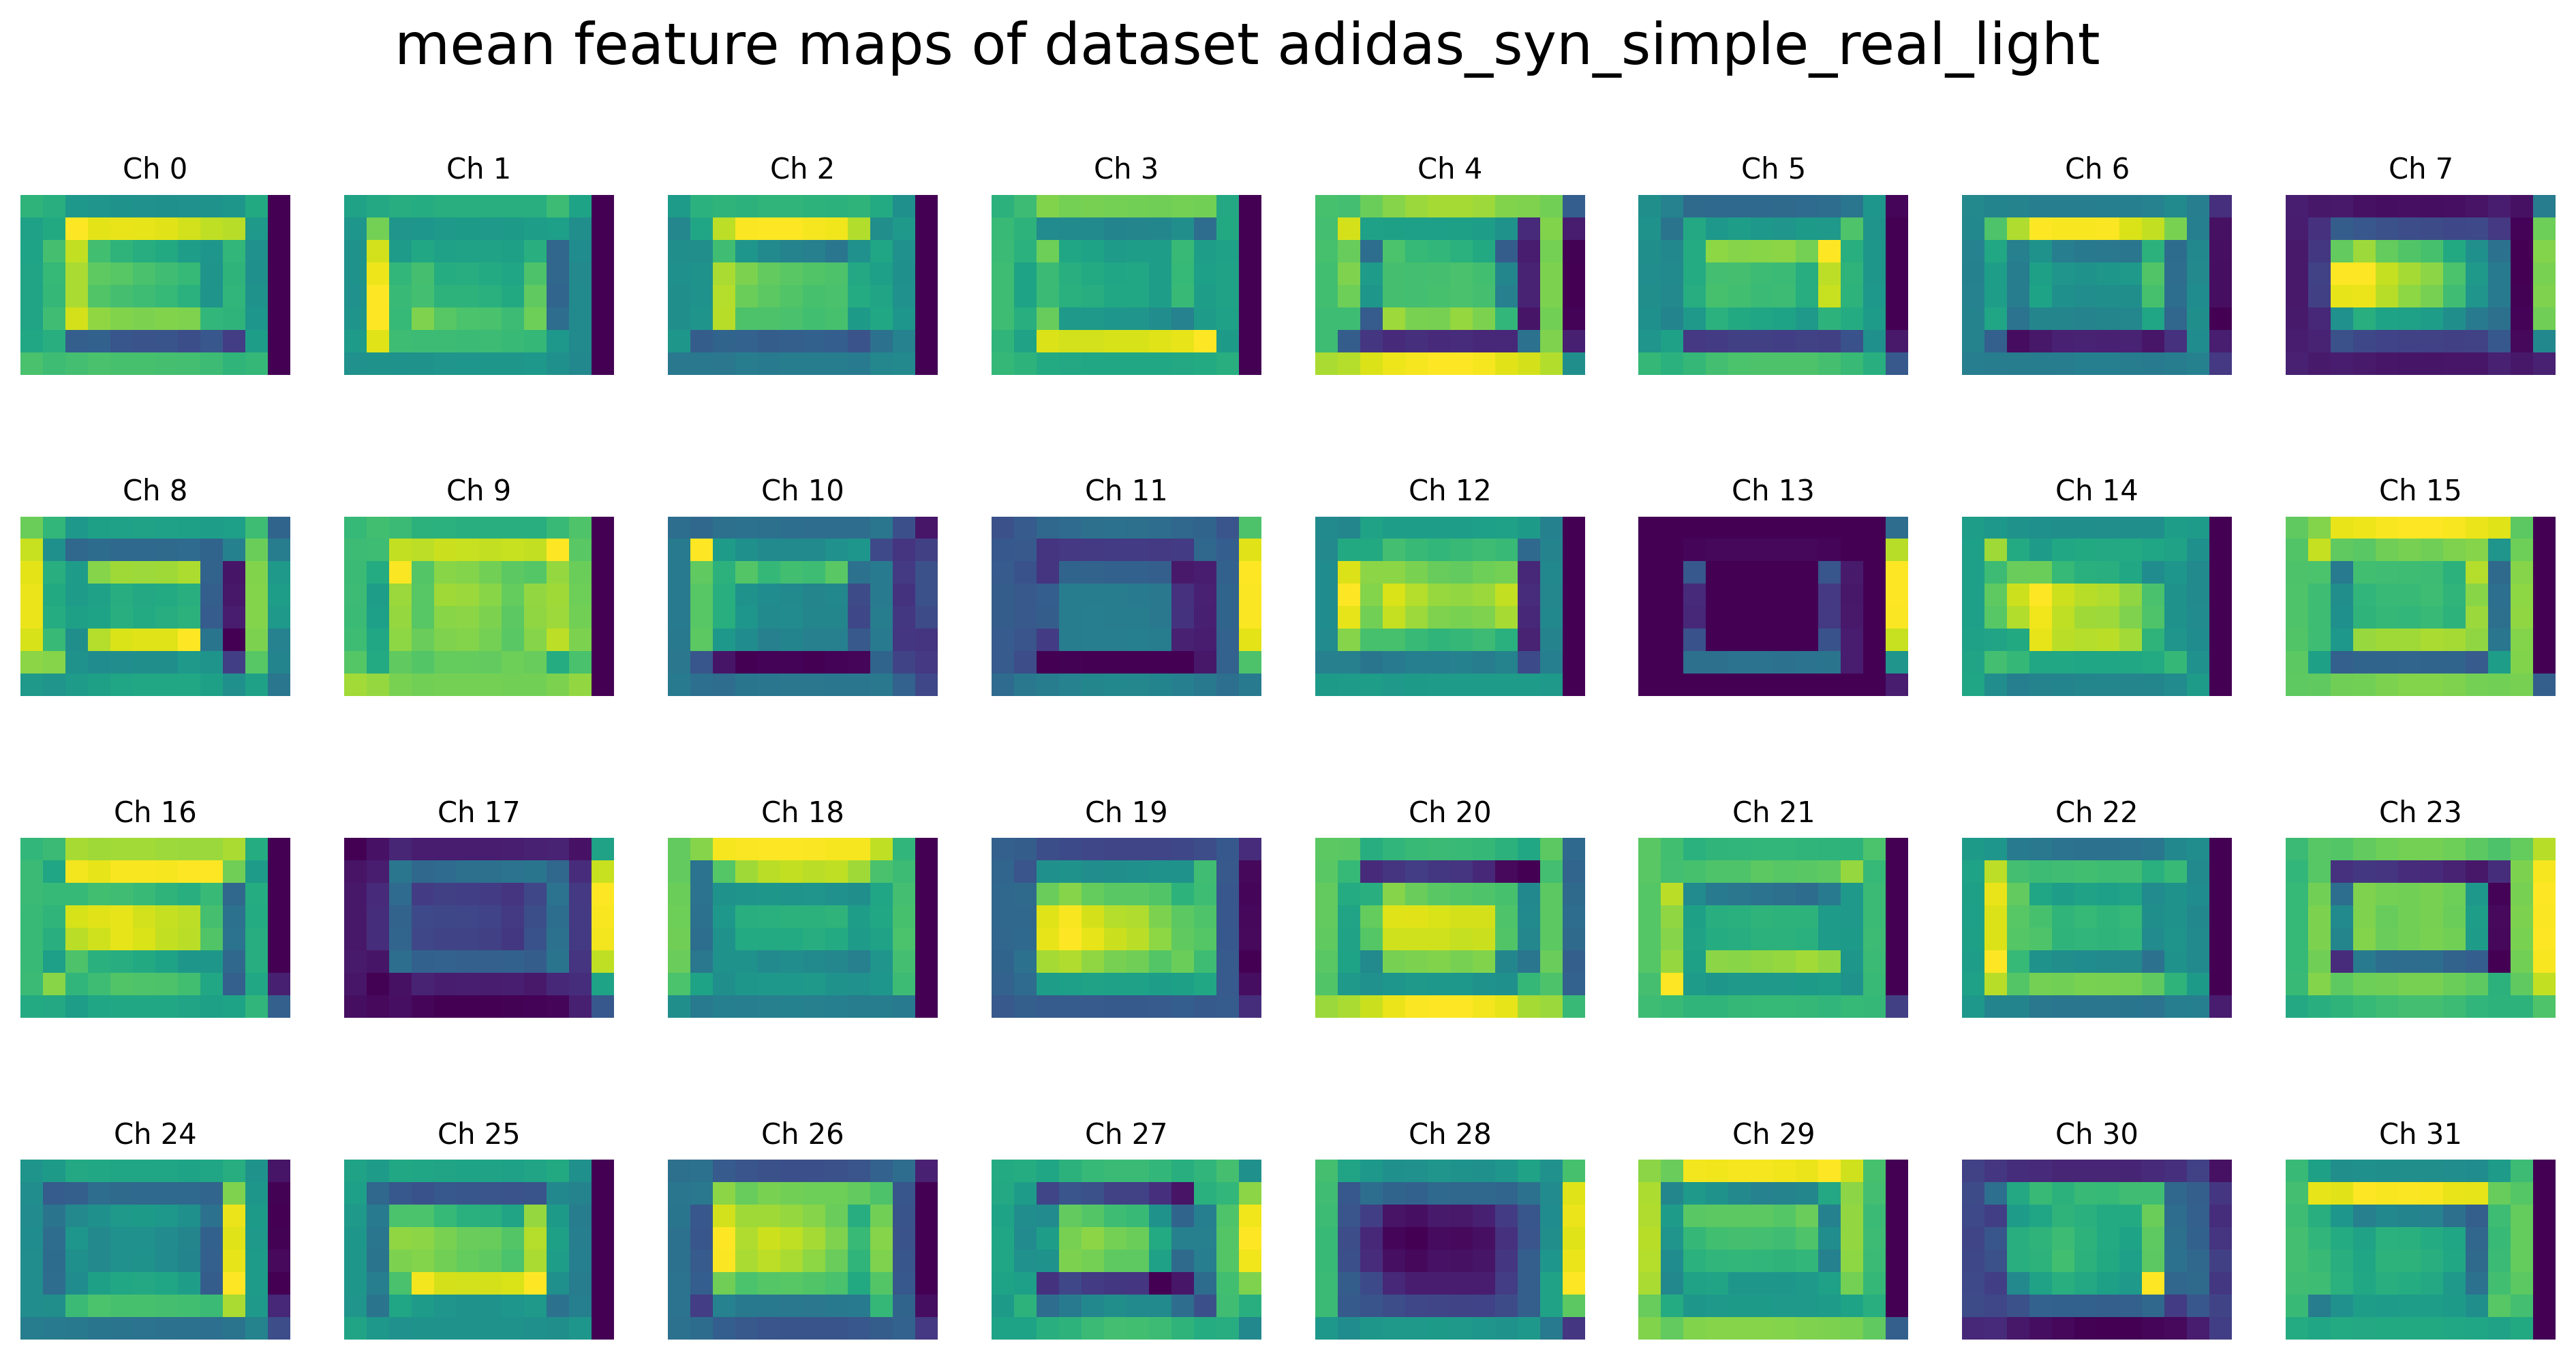 mean feature maps of dataset adidas_syn_simple_real_light
Ch 0 Ch 1 Ch 2 Ch 3 Ch 4 Ch 5 Ch 6 Ch 7
Ch 8 Ch 9 Ch 10 Ch 11 Ch 12 Ch 13 Ch 14 Ch 15
Ch 16 Ch 17 Ch 18 Ch 19 Ch 20 Ch 21 Ch 22 Ch 23
Ch 24 Ch 25 Ch 26 Ch 27 Ch 28 Ch 29 Ch 30 Ch 31